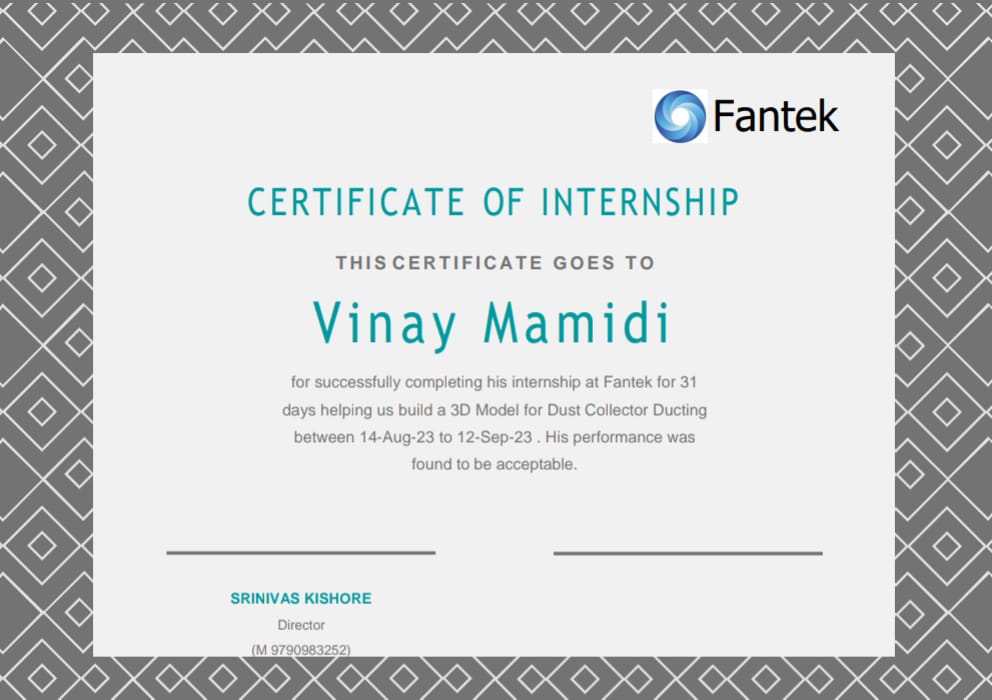 Fantek
CERTIFICATE OF INTERNSHIP
THIS CERTIFICATE GOES TO
Vinay Mamidi
for successfully completing his internship at Fantek for 31
days helping us build a 3D Model for Dust Collector Ducting
between 14-Aug-23 to 12-Sep-23 . His performance was
found to be acceptable.
SRINIVAS KISHORE
Director
(M 9790983252)